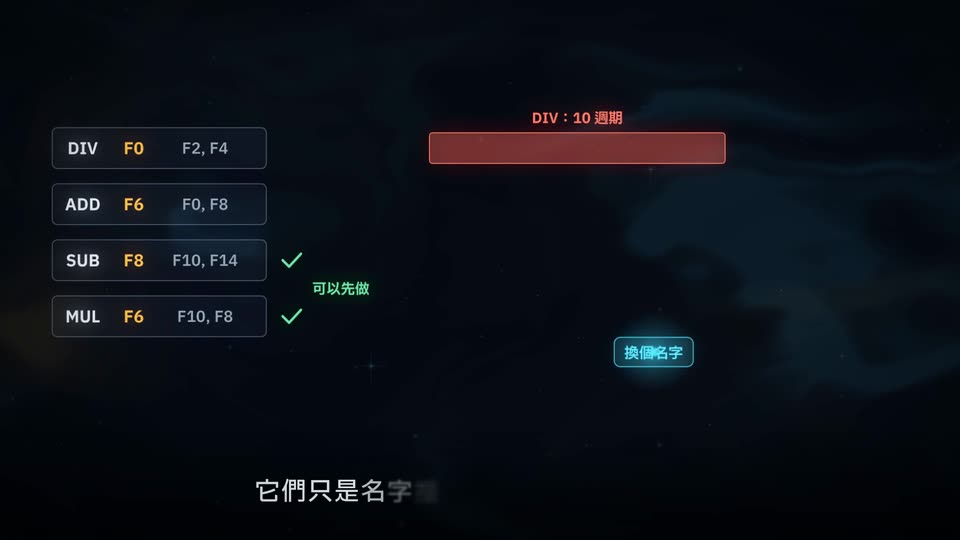 DIV F0 F2, F4
ADD F6 F0, F8
SUB F8 F10, F14
MUL F6 F10, F8
可以先做
DIV：10 週期
換個名字
它們只是名字